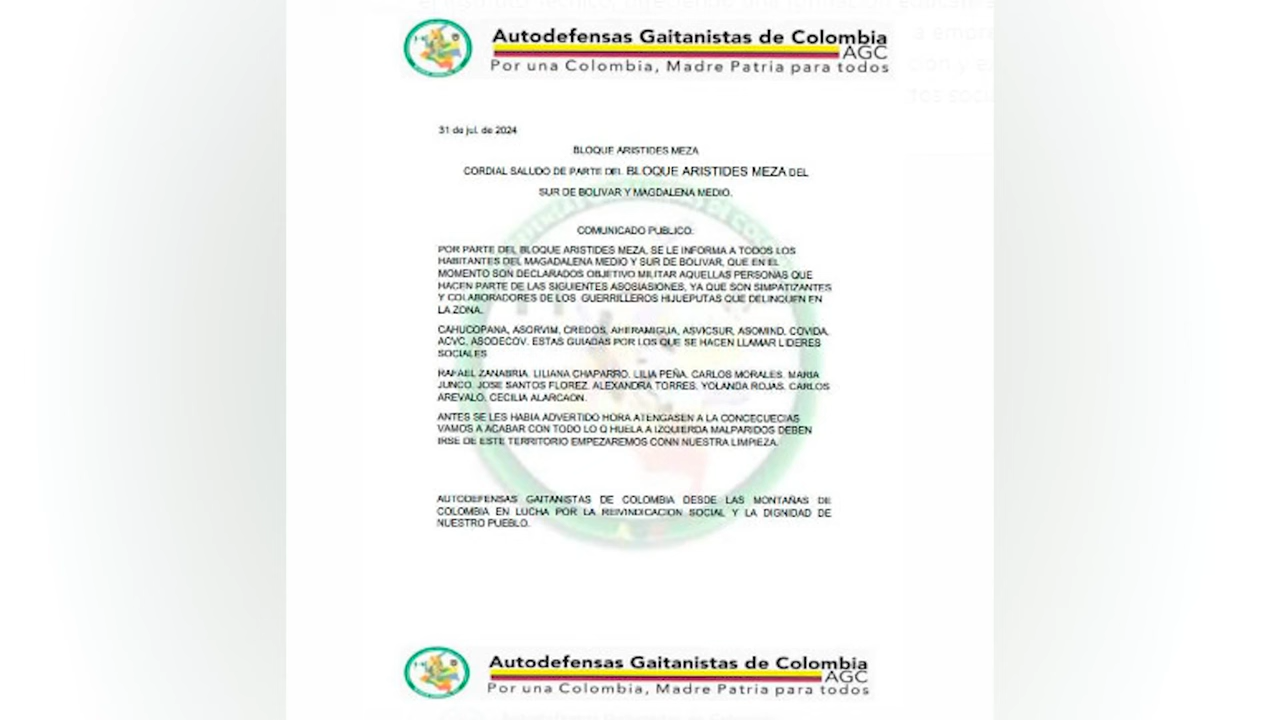 Autodefensas Gaitanistas de Colombia
AGC
Por una Colombia, Madre Patria para todos
31 de jul. de 2024
BLOQUE ARISTIDES MEZA
CORDIAL SALUDO DE PARTE DEL BLOQUE ARISTIDES MEZA DEL
SUR DE BOLIVAR Y MAGDALENA MEDIO.
COMUNICADO PUBLICO:
POR PARTE DEL BLOQUE ARISTIDES MEZA, SE LE INFORMA A TODOS LOS
HABITANTES DEL MAGADALENA MEDIO Y SUR DE BOLIVAR, QUE EN EL
MOMENTO SON DECLARADOS OBJETIVO MILITAR AQUELLAS PERSONAS QUE
HACEN PARTE DE LAS SIGUIENTES ASOSIASIONES, YA QUE SON SIMPATIZANTES
Y COLABORADORES DE LOS GUERRILLEROS HIJUEPUTAS QUE DELINQUEN EN
LA ZONA.
CAHUCOPANA, ASORVIM, CREDOS, AHERAMIGUA, ASVICSUR, ASOMIND, COVIDA,
ACVC, ASODECOV. ESTAS GUIADAS POR LOS QUE SE HACEN LLAMAR LIDERES
SOCIALES
RAFAEL ZANABRIA. LILIANA CHAPARRO. LILIA PEÑA. CARLOS MORALES. MARIA
JUNCO. JOSE SANTOS FLOREZ. ALEXANDRA TORRES. YOLANDA ROJAS. CARLOS
AREVALO. CECILIA ALARCAON.
ANTES SE LES HABIA ADVERTIDO HORA ATENGASEN A LA CONCECUECIAS
VAMOS A ACABAR CON TODO LO Q HUELA A IZQUIERDA MALPARIDOS DEBEN
IRSE DE ESTE TERRITORIO EMPEZAREMOS CONN NUESTRA LIMPIEZA.
AUTODEFENSAS GAITANISTAS DE COLOMBIA DESDE LAS MONTAÑAS DE
COLOMBIA EN LUCHA POR LA REIVINDICACION SOCIAL Y LA DIGNIDAD DE
NUESTRO PUEBLO.
Autodefensas Gaitanistas de Colombia
AGC
Por una Colombia, Madre Patria para todos